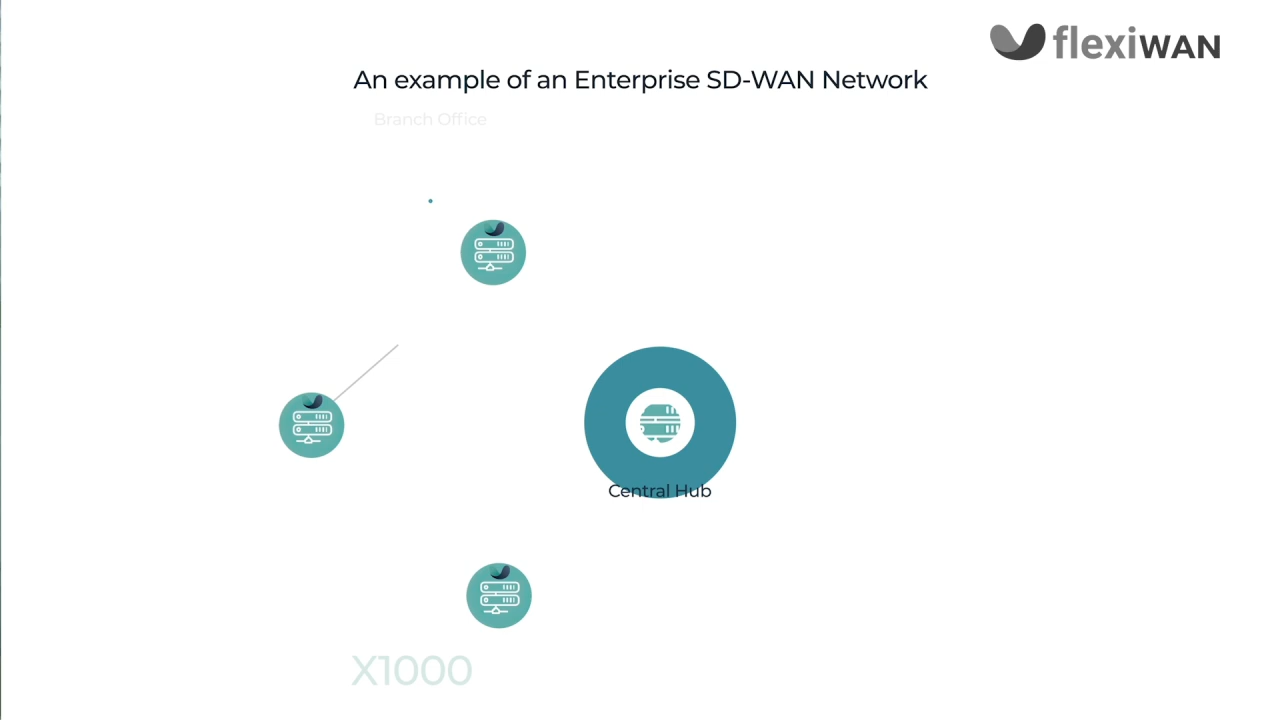 flexiWAN
An example of an Enterprise SD-WAN Network
Branch Office
Central Hub
X1000